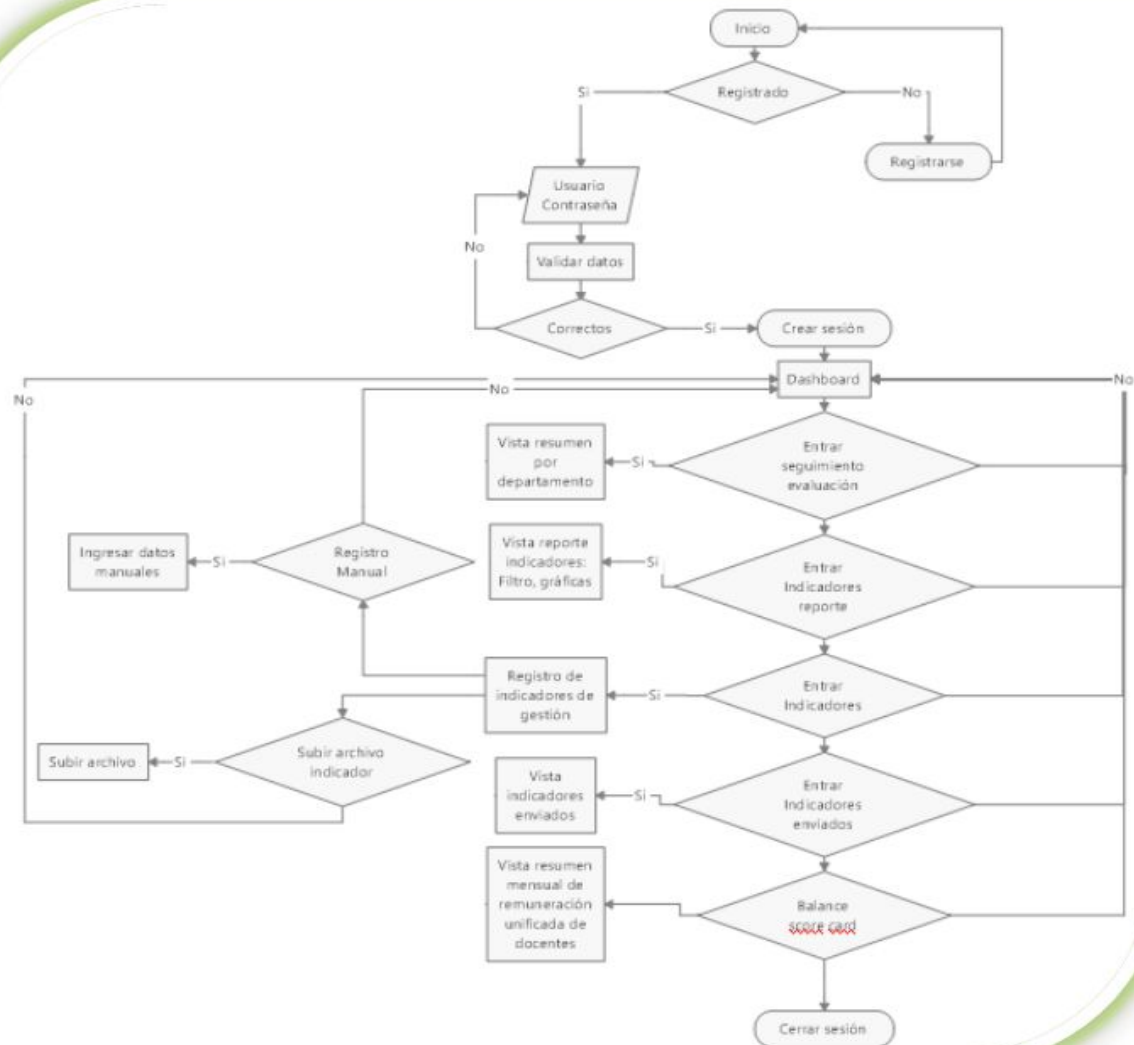 Inicio
Registrado
Si
No
Registrarse
Usuario
Contraseña
No
Validar datos
Correctos
Si
Crear sesión
Dashboard
No
No
No
Entrar
seguimiento
evaluación
Si
Vista resumen
por
departamento
Entrar
Indicadores
reporte
Si
Vista reporte
indicadores:
Filtro, gráficas
Registro
Manual
Si
Ingresar datos
manuales
Entrar
Indicadores
Si
Registro de
indicadores de
gestión
Subir archivo
indicador
Si
Subir archivo
Entrar
Indicadores
enviados
Si
Vista
indicadores
enviados
Balance
score card
Vista resumen
mensual de
remuneración
unificada de
docentes
Cerrar sesión